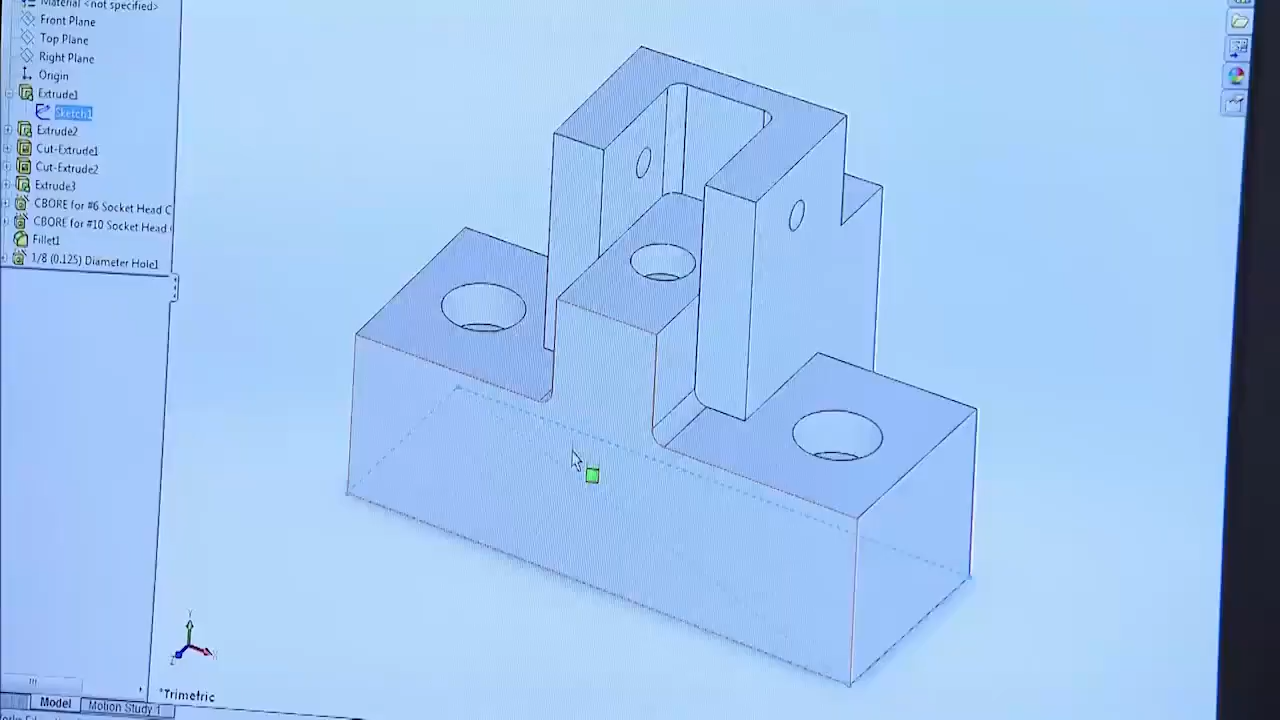 Material <not specified>
Front Plane
Top Plane
Right Plane
Origin
Extrude1
Sketch1
Extrude2
Cut-Extrude1
Cut-Extrude2
Extrude3
CBORE for #6 Socket Head C
CBORE for #10 Socket Head
Fillet1
1/8 (0.125) Diameter Hole1
Y
X
Z
*Trimetric
Model
Motion Study 1